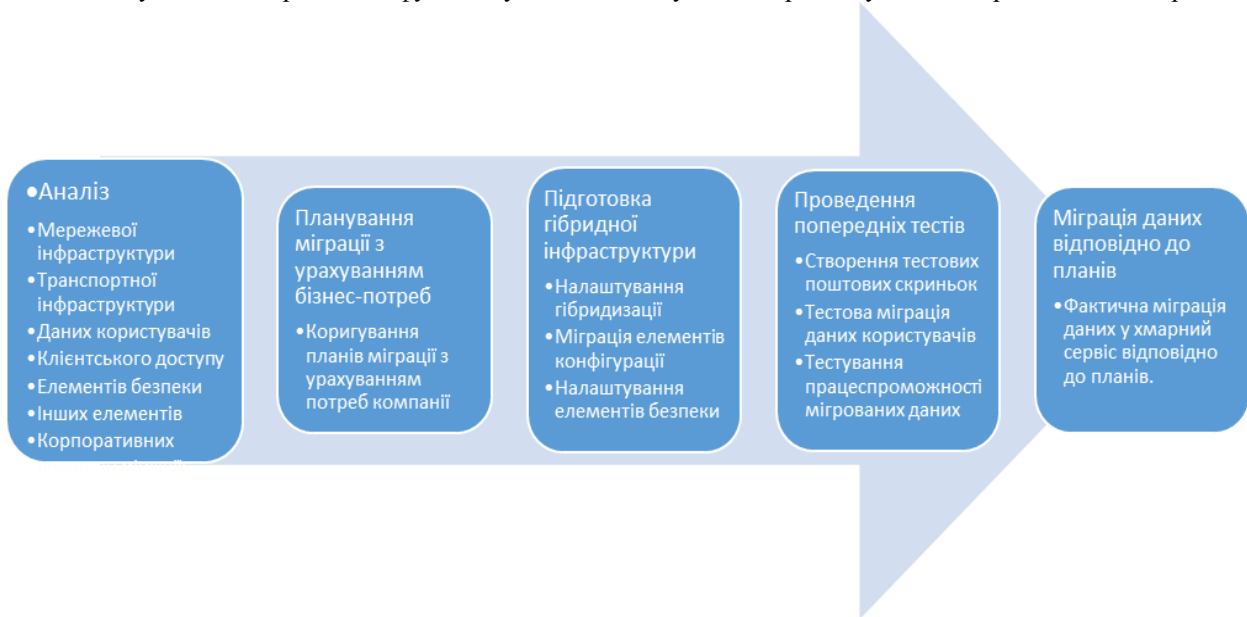 •Аналіз
•Мережевої
інфраструктури
•Транспортної
інфраструктури
•Даних користувачів
•Клієнтського доступу
•Елементів безпеки
•Інших елементів
•Корпоративних
Планування
міграції з
урахуванням
бізнес-потреб
•Коригування
планів міграції з
урахуванням
потреб компанії
Підготовка
гібридної
інфраструктури
•Налаштування
гібридизації
•Міграція елементів
конфігурації
•Налаштування
елементів безпеки
Проведення
попередніх тестів
•Створення тестових
поштових скриньок
•Тестова міграція
даних користувачів
•Тестування
працеспроможності
мігрованих даних
Міграція даних
відповідно до
планів
•Фактична міграція
даних у хмарний
сервіс відповідно
до планів.